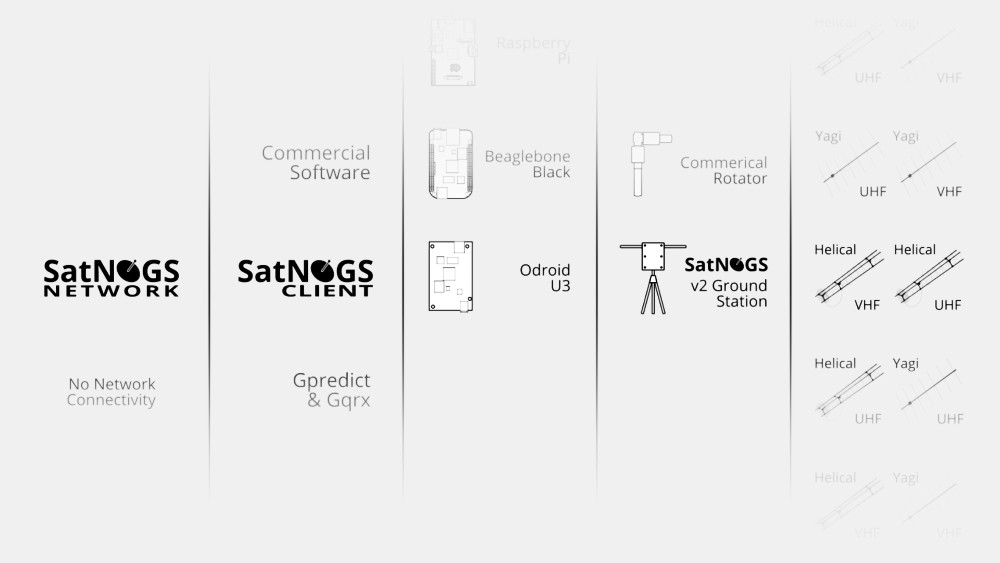 SatNOGS
NETWORK
No Network
Connectivity
Commercial
Software
SatNOGS
CLIENT
Gpredict
& Gqrx
Raspberry
Pi
Beaglebone
Black
Odroid
U3
Commerical
Rotator
SatNOGS
v2 Ground
Station
Helical Yagi
UHF VHF
Yagi Yagi
UHF VHF
Helical Helical
VHF UHF
Helical Yagi
UHF UHF
Helical Yagi
VHF UHF